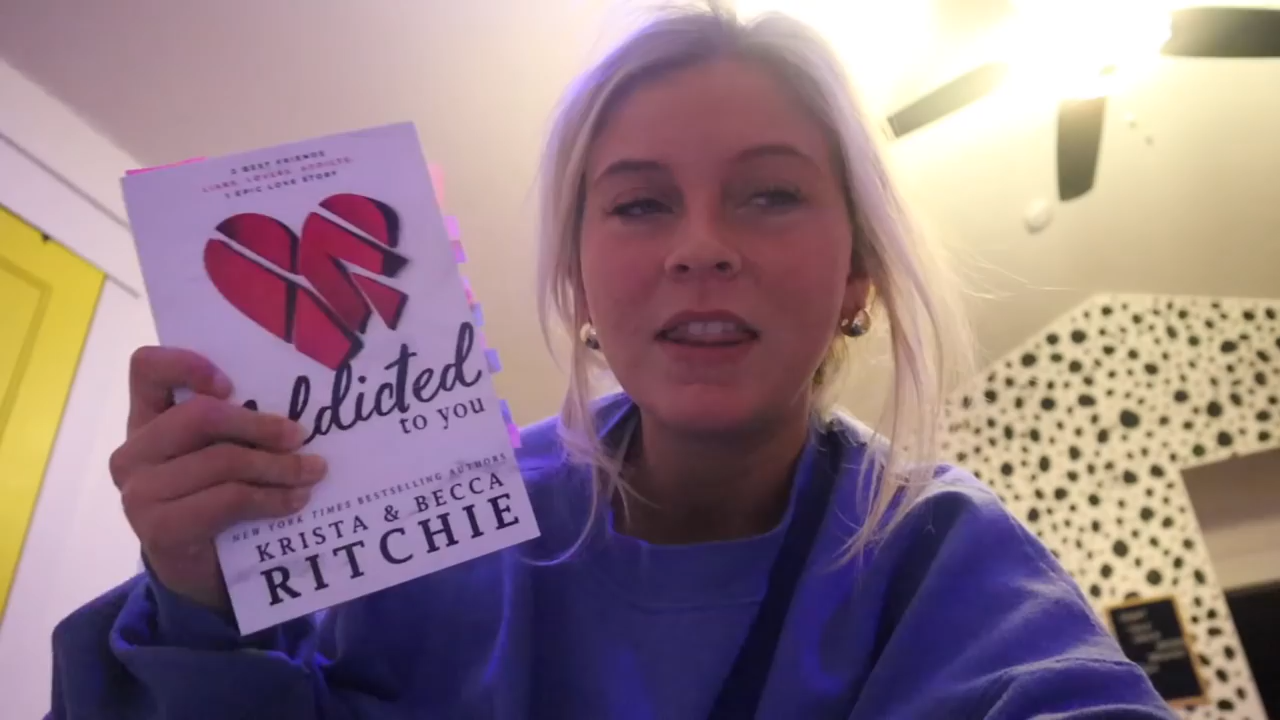 2 BEST FRIENDS
LIARS. LOVERS. ADDICTS.
1 EPIC LOVE STORY
addicted
to you
NEW YORK TIMES BESTSELLING AUTHORS
KRISTA & BECCA
RITCHIE